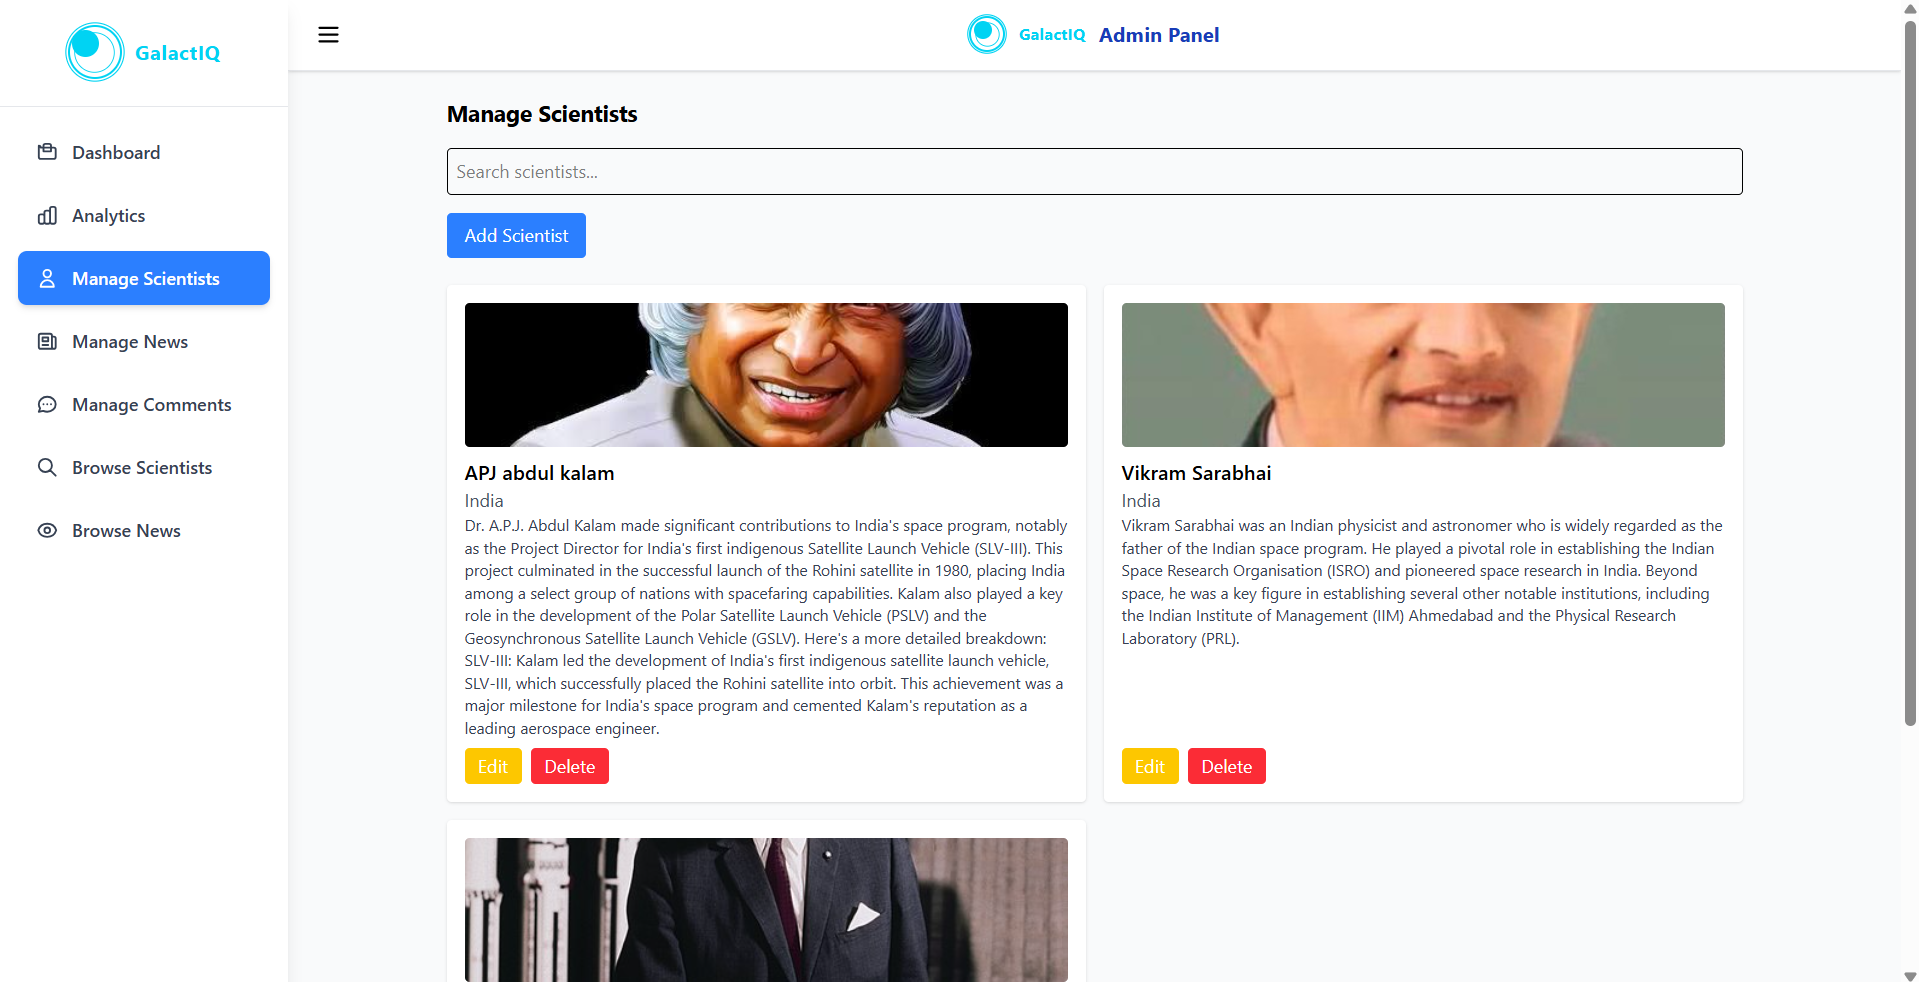 GalactIQ
Dashboard
Analytics
Manage Scientists
Manage News
Manage Comments
Browse Scientists
Browse News
GalactIQ Admin Panel
Manage Scientists
Search scientists...
Add Scientist
APJ abdul kalam
India
Dr. A.P.J. Abdul Kalam made significant contributions to India's space program, notably
as the Project Director for India's first indigenous Satellite Launch Vehicle (SLV-III). This
project culminated in the successful launch of the Rohini satellite in 1980, placing India
among a select group of nations with spacefaring capabilities. Kalam also played a key
role in the development of the Polar Satellite Launch Vehicle (PSLV) and the
Geosynchronous Satellite Launch Vehicle (GSLV). Here's a more detailed breakdown:
SLV-III: Kalam led the development of India's first indigenous satellite launch vehicle,
SLV-III, which successfully placed the Rohini satellite into orbit. This achievement was a
major milestone for India's space program and cemented Kalam's reputation as a
leading aerospace engineer.
Edit Delete
Vikram Sarabhai
India
Vikram Sarabhai was an Indian physicist and astronomer who is widely regarded as the
father of the Indian space program. He played a pivotal role in establishing the Indian
Space Research Organisation (ISRO) and pioneered space research in India. Beyond
space, he was a key figure in establishing several other notable institutions, including
the Indian Institute of Management (IIM) Ahmedabad and the Physical Research
Laboratory (PRL).
Edit Delete